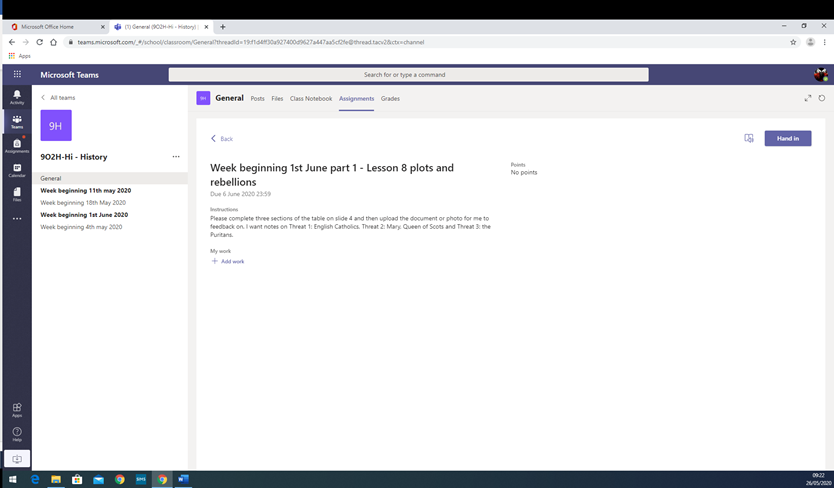 Microsoft Office Home
(1) General (9O2H-Hi - History) |
teams.microsoft.com/_#/school/classroom/General?threadId=19:f1d4ff30a927400d9627a447aa5cf2fe@thread.tacv2&ctx=channel
Apps
Microsoft Teams
Search for or type a command
Activity
Teams
Assignments
Calendar
Files
Apps
Help
All teams
9H
9O2H-Hi - History
General
Week beginning 11th may 2020
Week beginning 18th May 2020
Week beginning 1st June 2020
Week beginning 4th may 2020
9H
General Posts Files Class Notebook Assignments Grades
Back
Hand in
Week beginning 1st June part 1 - Lesson 8 plots and
rebellions
Due 6 June 2020 23:59
Points
No points
Instructions
Please complete three sections of the table on slide 4 and then upload the document or photo for me to
feedback on. I want notes on Threat 1: English Catholics, Threat 2: Mary, Queen of Scots and Threat 3: the
Puritans.
My work
Add work
09:22
26/05/2020